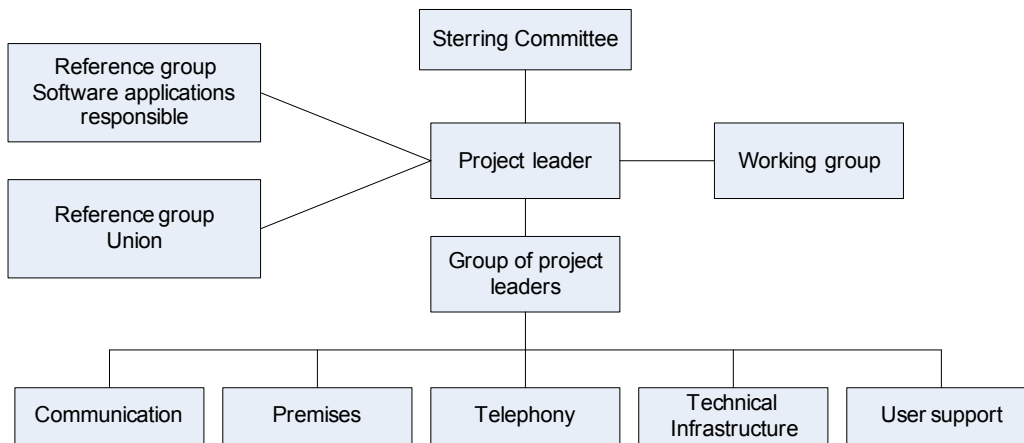 Sterring Committee
Reference group
Software applications
responsible
Project leader
Working group
Reference group
Union
Group of project
leaders
Communication
Premises
Telephony
Technical
Infrastructure
User support